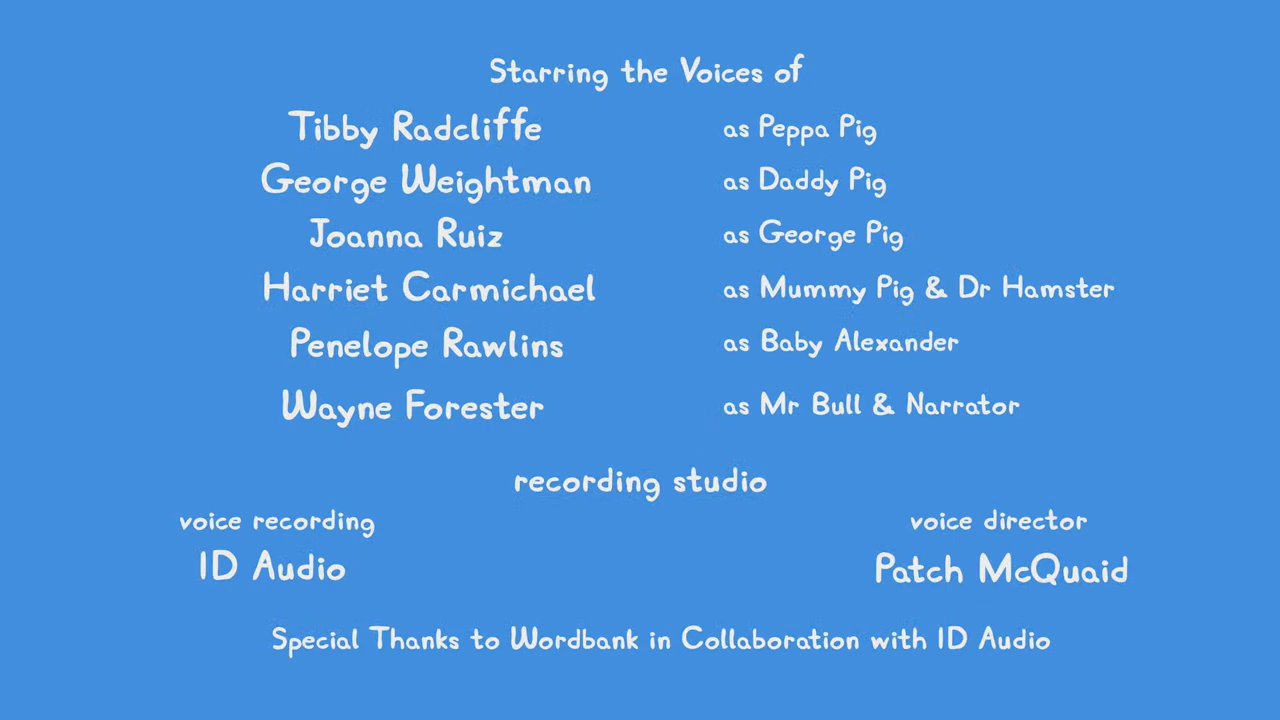 Starring the Voices of
Tibby Radcliffe as Peppa Pig
George Weightman as Daddy Pig
Joanna Ruiz as George Pig
Harriet Carmichael as Mummy Pig & Dr Hamster
Penelope Rawlins as Baby Alexander
Wayne Forester as Mr Bull & Narrator
recording studio
voice recording voice director
ID Audio Patch McQuaid
Special Thanks to Wordbank in Collaboration with ID Audio